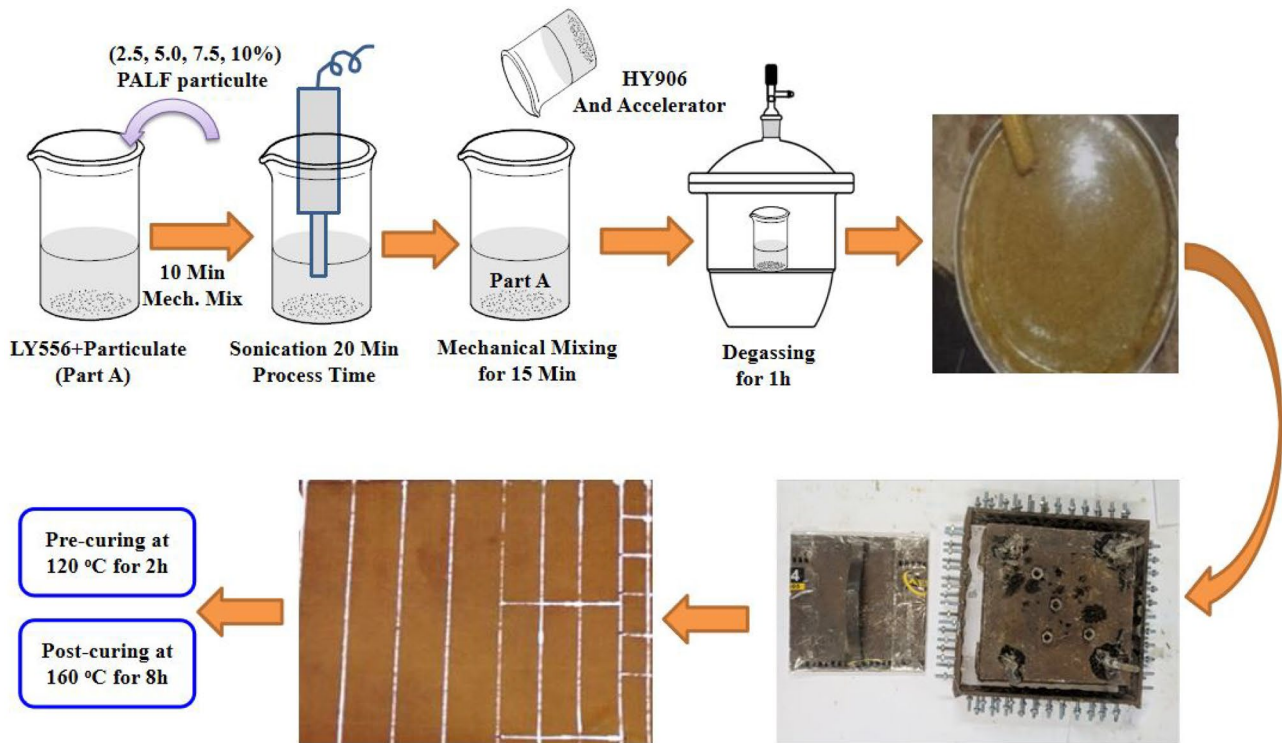 (2.5, 5.0, 7.5, 10%)
PALF particulte
HY906
And Accelerator
10 Min
Mech. Mix
Part A
LY556+Particulate
(Part A)
Sonication 20 Min
Process Time
Mechanical Mixing
for 15 Min
Degassing
for 1h
Pre-curing at
120 °C for 2h
Post-curing at
160 °C for 8h